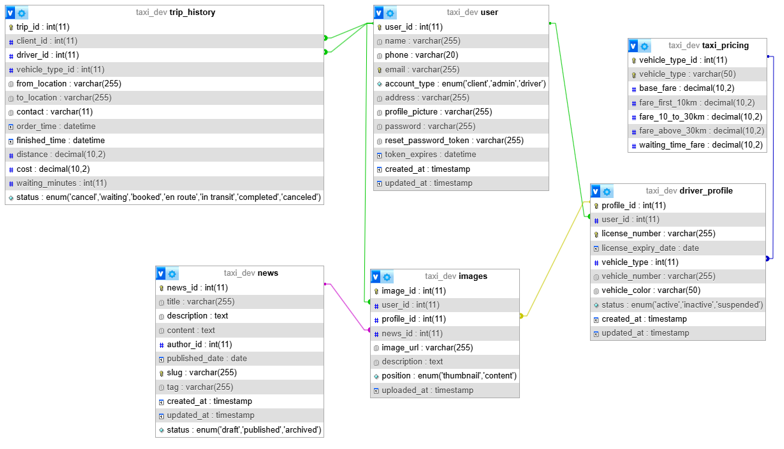 taxi_dev trip_history
trip_id : int(11)
client_id : int(11)
driver_id : int(11)
vehicle_type_id : int(11)
from_location : varchar(255)
to_location : varchar(255)
contact : varchar(11)
order_time : datetime
finished_time : datetime
distance : decimal(10,2)
cost : decimal(10,2)
waiting_minutes : int(11)
status : enum('cancel','waiting','booked','en route','in transit','completed','canceled')
taxi_dev user
user_id : int(11)
name : varchar(255)
phone : varchar(20)
email : varchar(255)
account_type : enum('client','admin','driver')
address : varchar(255)
profile_picture : varchar(255)
password : varchar(255)
reset_password_token : varchar(255)
token_expires : datetime
created_at : timestamp
updated_at : timestamp
taxi_dev taxi_pricing
vehicle_type_id : int(11)
vehicle_type : varchar(50)
base_fare : decimal(10,2)
fare_first_10km : decimal(10,2)
fare_10_to_30km : decimal(10,2)
fare_above_30km : decimal(10,2)
waiting_time_fare : decimal(10,2)
taxi_dev driver_profile
profile_id : int(11)
user_id : int(11)
license_number : varchar(255)
license_expiry_date : date
vehicle_type : int(11)
vehicle_number : varchar(255)
vehicle_color : varchar(50)
status : enum('active','inactive','suspended')
created_at : timestamp
updated_at : timestamp
taxi_dev news
news_id : int(11)
title : varchar(255)
description : text
content : text
author_id : int(11)
published_date : date
slug : varchar(255)
tag : varchar(255)
created_at : timestamp
updated_at : timestamp
status : enum('draft','published','archived')
taxi_dev images
image_id : int(11)
user_id : int(11)
profile_id : int(11)
news_id : int(11)
image_url : varchar(255)
description : text
position : enum('thumbnail','content')
uploaded_at : timestamp